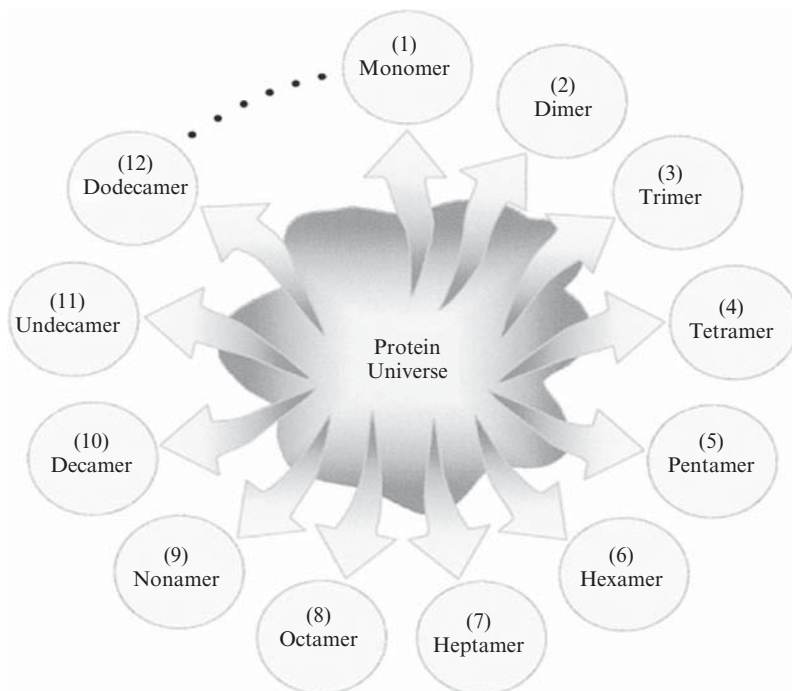 (1)
Monomer
(2)
Dimer
(3)
Trimer
(4)
Tetramer
(5)
Pentamer
(6)
Hexamer
(7)
Heptamer
(8)
Octamer
(9)
Nonamer
(10)
Decamer
(11)
Undecamer
(12)
Dodecamer
Protein
Universe